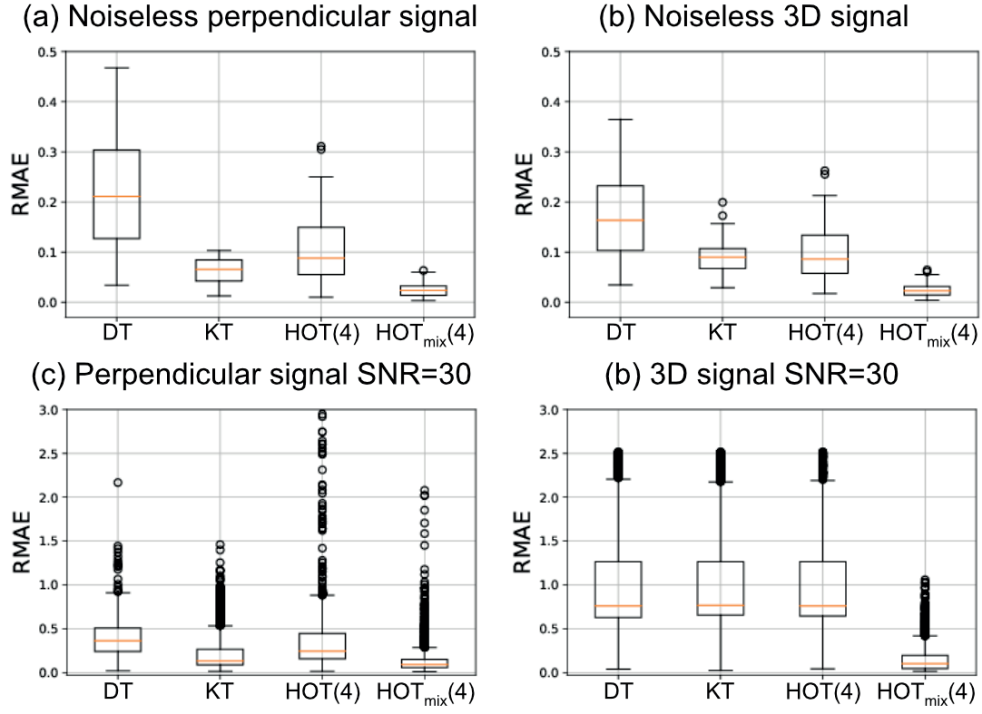 (a) Noiseless perpendicular signal
(b) Noiseless 3D signal
0.5
0.4
0.3
0.2
0.1
0.0
RMAE
DT
KT
HOT(4)
HOTmix(4)
0.5
0.4
0.3
0.2
0.1
0.0
RMAE
DT
KT
HOT(4)
HOTmix(4)
(c) Perpendicular signal SNR=30
(b) 3D signal SNR=30
3.0
2.5
2.0
1.5
1.0
0.5
0.0
RMAE
DT
KT
HOT(4)
HOTmix(4)
3.0
2.5
2.0
1.5
1.0
0.5
0.0
RMAE
DT
KT
HOT(4)
HOTmix(4)